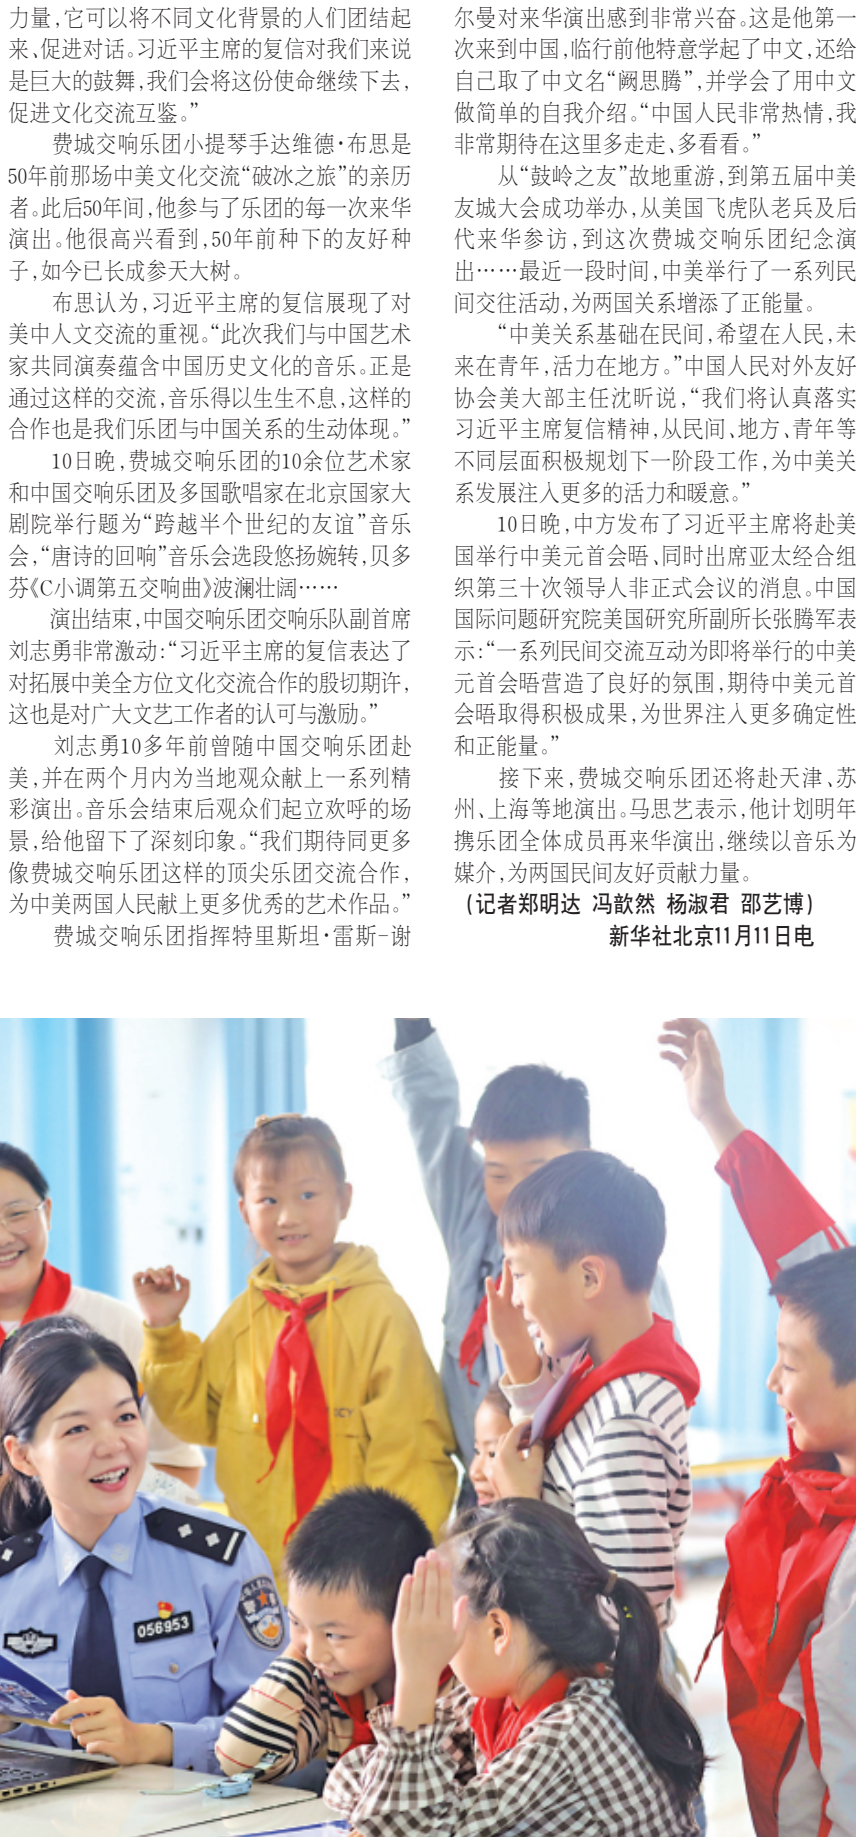 力量,它可以将不同文化背景的人们团结起
来、促进对话。习近平主席的复信对我们来说
是巨大的鼓舞,我们会将这份使命继续下去,
促进文化交流互鉴。”
费城交响乐团小提琴手达维德·布思是
50年前那场中美文化交流“破冰之旅”的亲历
者。此后50年间,他参与了乐团的每一次来华
演出。他很高兴看到,50年前种下的友好种
子,如今已长成参天大树。
布思认为,习近平主席的复信展现了对
美中人文交流的重视。“此次我们与中国艺术
家共同演奏蕴含中国历史文化的音乐。正是
通过这样的交流,音乐得以生生不息,这样的
合作也是我们乐团与中国关系的生动体现。”
10日晚,费城交响乐团的10余位艺术家
和中国交响乐团及多国歌唱家在北京国家大
剧院举行题为“跨越半个世纪的友谊”音乐
会,“唐诗的回响”音乐会选段悠扬婉转,贝多
芬《C小调第五交响曲》波澜壮阔……
演出结束,中国交响乐团交响乐队副首席
刘志勇非常激动:“习近平主席的复信表达了
对拓展中美全方位文化交流合作的殷切期许,
这也是对广大文艺工作者的认可与激励。”
刘志勇10多年前曾随中国交响乐团赴
美,并在两个月内为当地观众献上一系列精
彩演出。音乐会结束后观众们起立欢呼的场
景,给他留下了深刻印象。“我们期待同更多
像费城交响乐团这样的顶尖乐团交流合作,
为中美两国人民献上更多优秀的艺术作品。”
费城交响乐团指挥特里斯坦·雷斯-谢
尔曼对来华演出感到非常兴奋。这是他第一
次来到中国,临行前他特意学起了中文,还给
自己取了中文名“阙思腾”,并学会了用中文
做简单的自我介绍。“中国人民非常热情,我
非常期待在这里多走走、多看看。”
从“鼓岭之友”故地重游,到第五届中美
友城大会成功举办,从美国飞虎队老兵及后
代来华参访,到这次费城交响乐团纪念演
出……最近一段时间,中美举行了一系列民
间交往活动,为两国关系增添了正能量。
“中美关系基础在民间,希望在人民,未
来在青年,活力在地方。”中国人民对外友好
协会美大部主任沈昕说,“我们将认真落实
习近平主席复信精神,从民间、地方、青年等
不同层面积极规划下一阶段工作,为中美关
系发展注入更多的活力和暖意。”
10日晚,中方发布了习近平主席将赴美
国举行中美元首会晤、同时出席亚太经合组
织第三十次领导人非正式会议的消息。中国
国际问题研究院美国研究所副所长张腾军表
示:“一系列民间交流互动为即将举行的中美
元首会晤营造了良好的氛围,期待中美元首
会晤取得积极成果,为世界注入更多确定性
和正能量。”
接下来,费城交响乐团还将赴天津、苏
州、上海等地演出。马思艺表示,他计划明年
携乐团全体成员再来华演出,继续以音乐为
媒介,为两国民间友好贡献力量。
(记者郑明达 冯歆然 杨淑君 邵艺博)
新华社北京11月11日电
056953